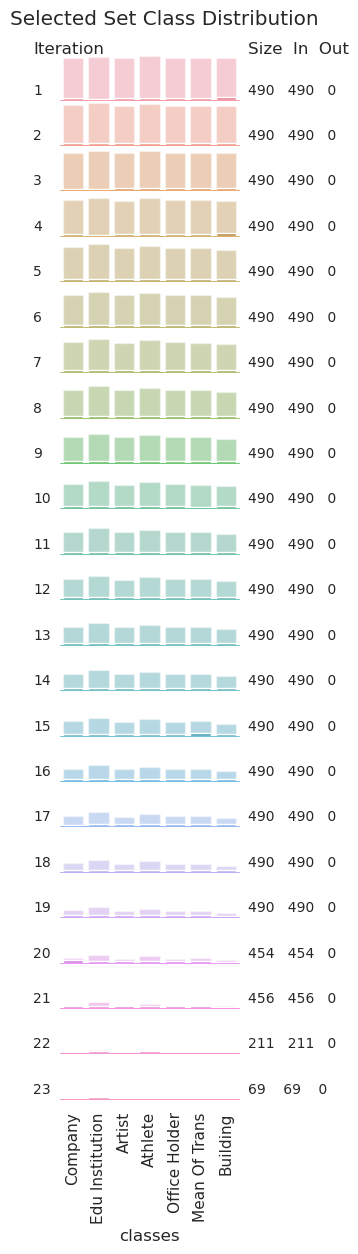 Selected Set Class Distribution
Iteration Size In Out
1 490 490 0
2 490 490 0
3 490 490 0
4 490 490 0
5 490 490 0
6 490 490 0
7 490 490 0
8 490 490 0
9 490 490 0
10 490 490 0
11 490 490 0
12 490 490 0
13 490 490 0
14 490 490 0
15 490 490 0
16 490 490 0
17 490 490 0
18 490 490 0
19 490 490 0
20 454 454 0
21 456 456 0
22 211 211 0
23 69 69 0
Company
Edu Institution
Artist
Athlete
Office Holder
Mean Of Trans
Building
classes